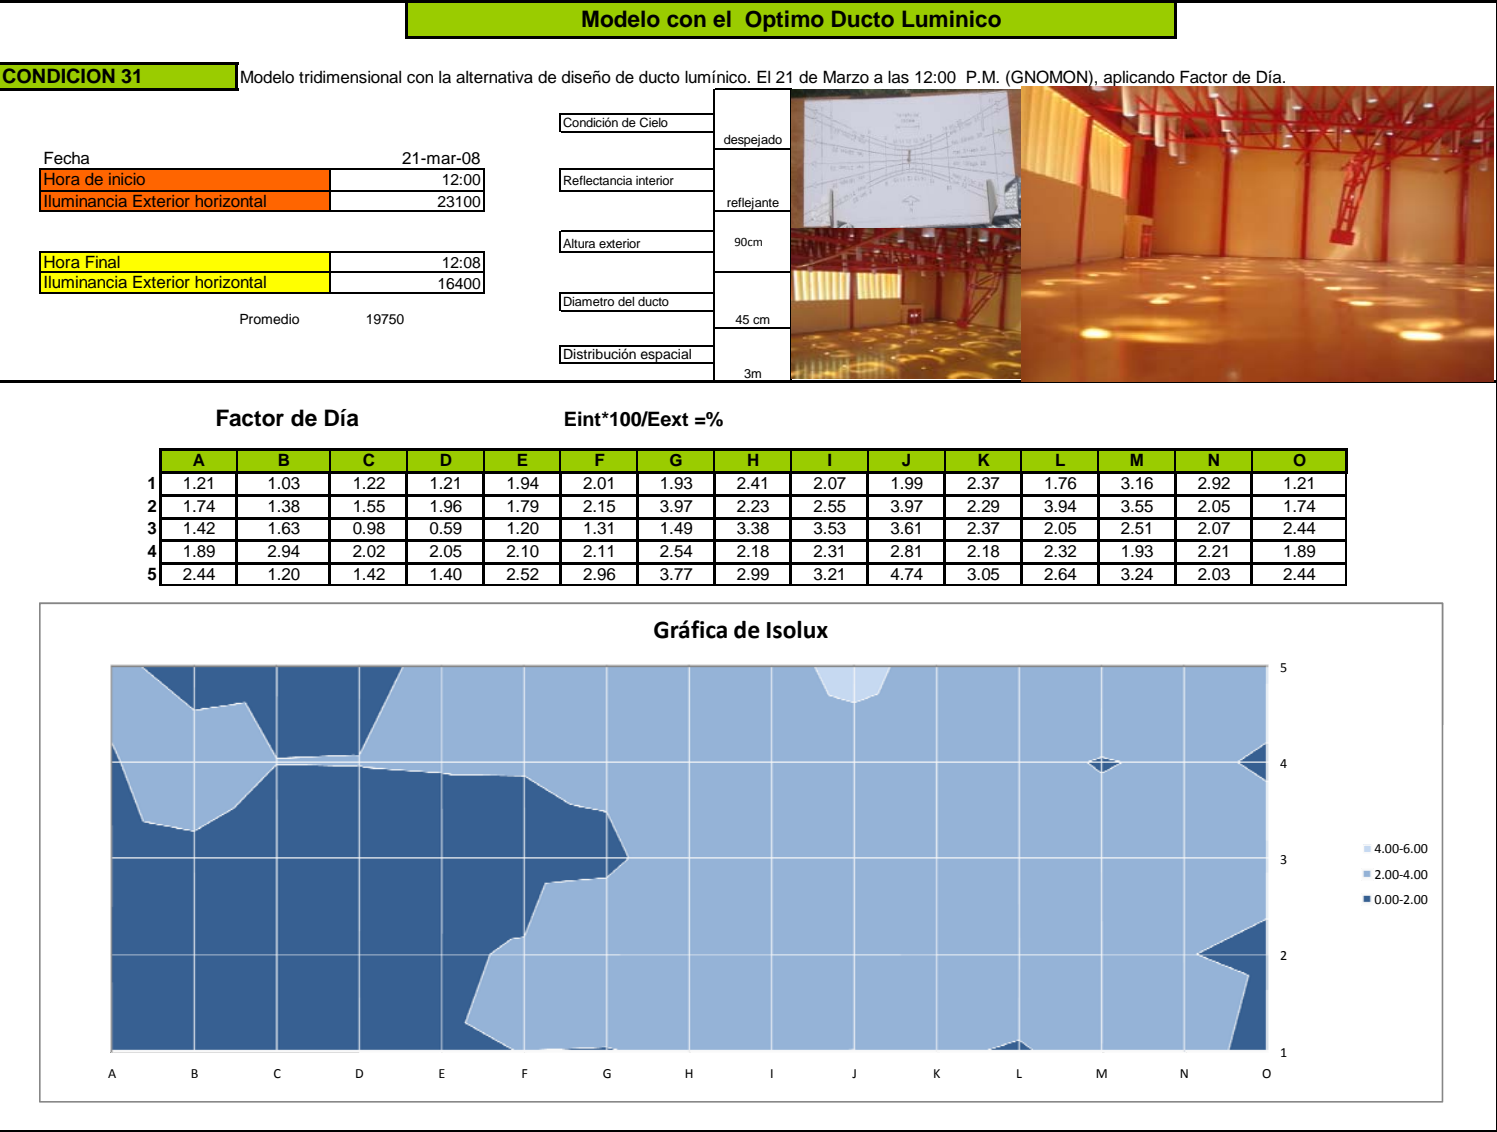 Modelo con el Optimo Ducto Luminico
CONDICION 31 Modelo tridimensional con la alternativa de diseño de ducto lumínico. El 21 de Marzo a las 12:00 P.M. (GNOMON), aplicando Factor de Día.
Condición de Cielo
despejado
Fecha 21-mar-08
Hora de inicio 12:00
Iluminancia Exterior horizontal 23100
Reflectancia interior
reflejante
Altura exterior 90cm
Hora Final 12:08
Iluminancia Exterior horizontal 16400
Diametro del ducto
45 cm
Promedio 19750
Distribución espacial
3m
Factor de Día Eint*100/Eext =%
A B C D E F G H I J K L M N O
1 1.21 1.03 1.22 1.21 1.94 2.01 1.93 2.41 2.07 1.99 2.37 1.76 3.16 2.92 1.21
2 1.74 1.38 1.55 1.96 1.79 2.15 3.97 2.23 2.55 3.97 2.29 3.94 3.55 2.05 1.74
3 1.42 1.63 0.98 0.59 1.20 1.31 1.49 3.38 3.53 3.61 2.37 2.05 2.51 2.07 2.44
4 1.89 2.94 2.02 2.05 2.10 2.11 2.54 2.18 2.31 2.81 2.18 2.32 1.93 2.21 1.89
5 2.44 1.20 1.42 1.40 2.52 2.96 3.77 2.99 3.21 4.74 3.05 2.64 3.24 2.03 2.44
Gráfica de Isolux
5
4
3
2
1
4.00-6.00
2.00-4.00
0.00-2.00
A B C D E F G H I J K L M N O